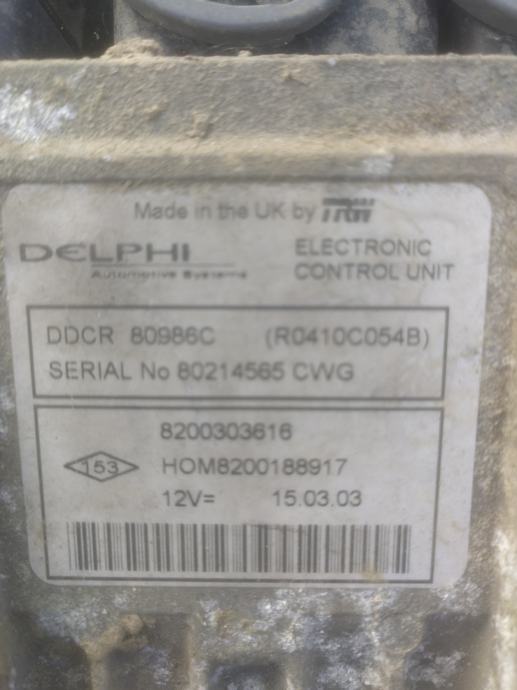 Made in the UK by TRW
DELPHI
Automotive Systems
ELECTRONIC
CONTROL UNIT
DDCR 80986C (R0410C054B)
SERIAL No 80214565 CWG
8200303616
153
HOM8200188917
12V= 15.03.03